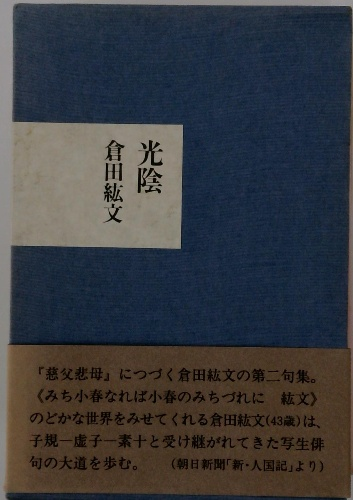 光陰
倉田紘文
『慈父悲母』につづく倉田紘文の第二句集。
《みち小春なれば小春のみちづれに　紘文》
のどかな世界をみせてくれる倉田紘文(43歳)は、
子規―虚子―素十と受け継がれてきた写生俳
句の大道を歩む。　（朝日新聞「新・人国記」より）